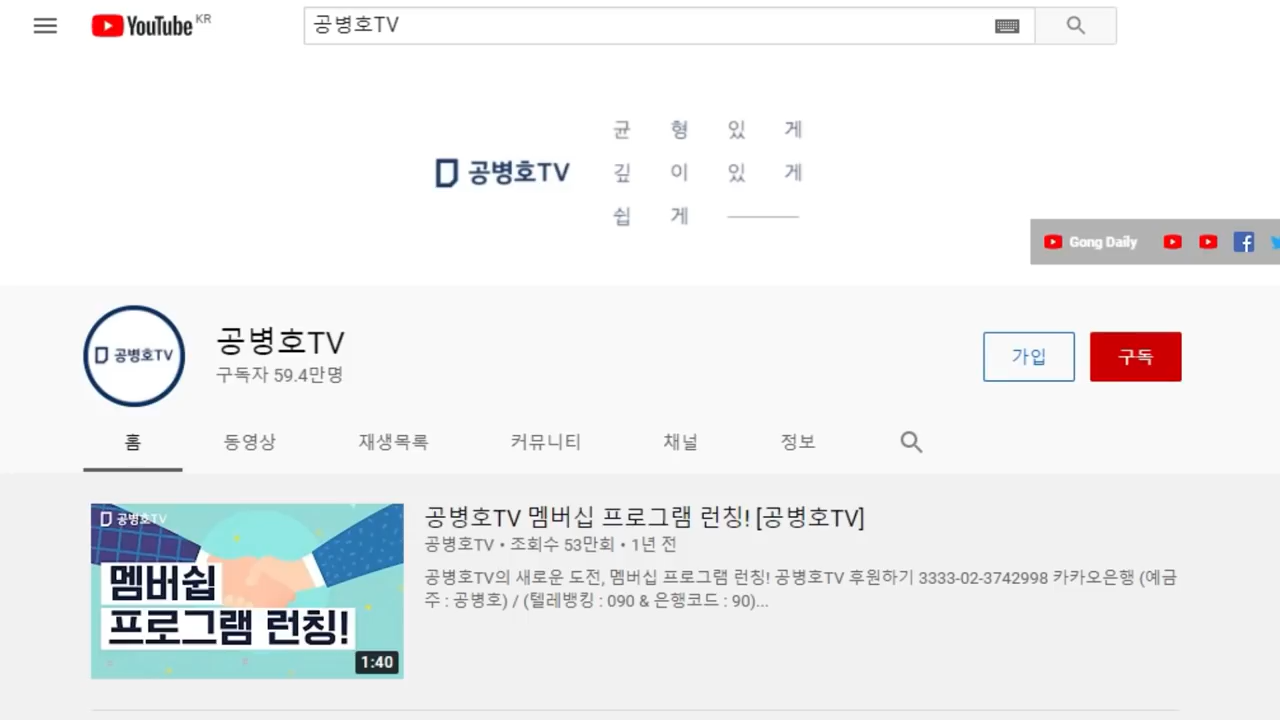 YouTube KR
공병호TV
균 형 있 게
공병호TV
깊 이 있 게
쉽 게
Gong Daily
공병호TV
공병호TV
구독자 59.4만명
가입
구독
홈 동영상 재생목록 커뮤니티 채널 정보
공병호TV
멤버쉽
프로그램 런칭!
1:40
공병호TV 멤버십 프로그램 런칭! [공병호TV]
공병호TV • 조회수 53만회 • 1년 전
공병호TV의 새로운 도전, 멤버십 프로그램 런칭! 공병호TV 후원하기 3333-02-3742998 카카오은행 (예금
주 : 공병호) / (텔레뱅킹 : 090 & 은행코드 : 90)...